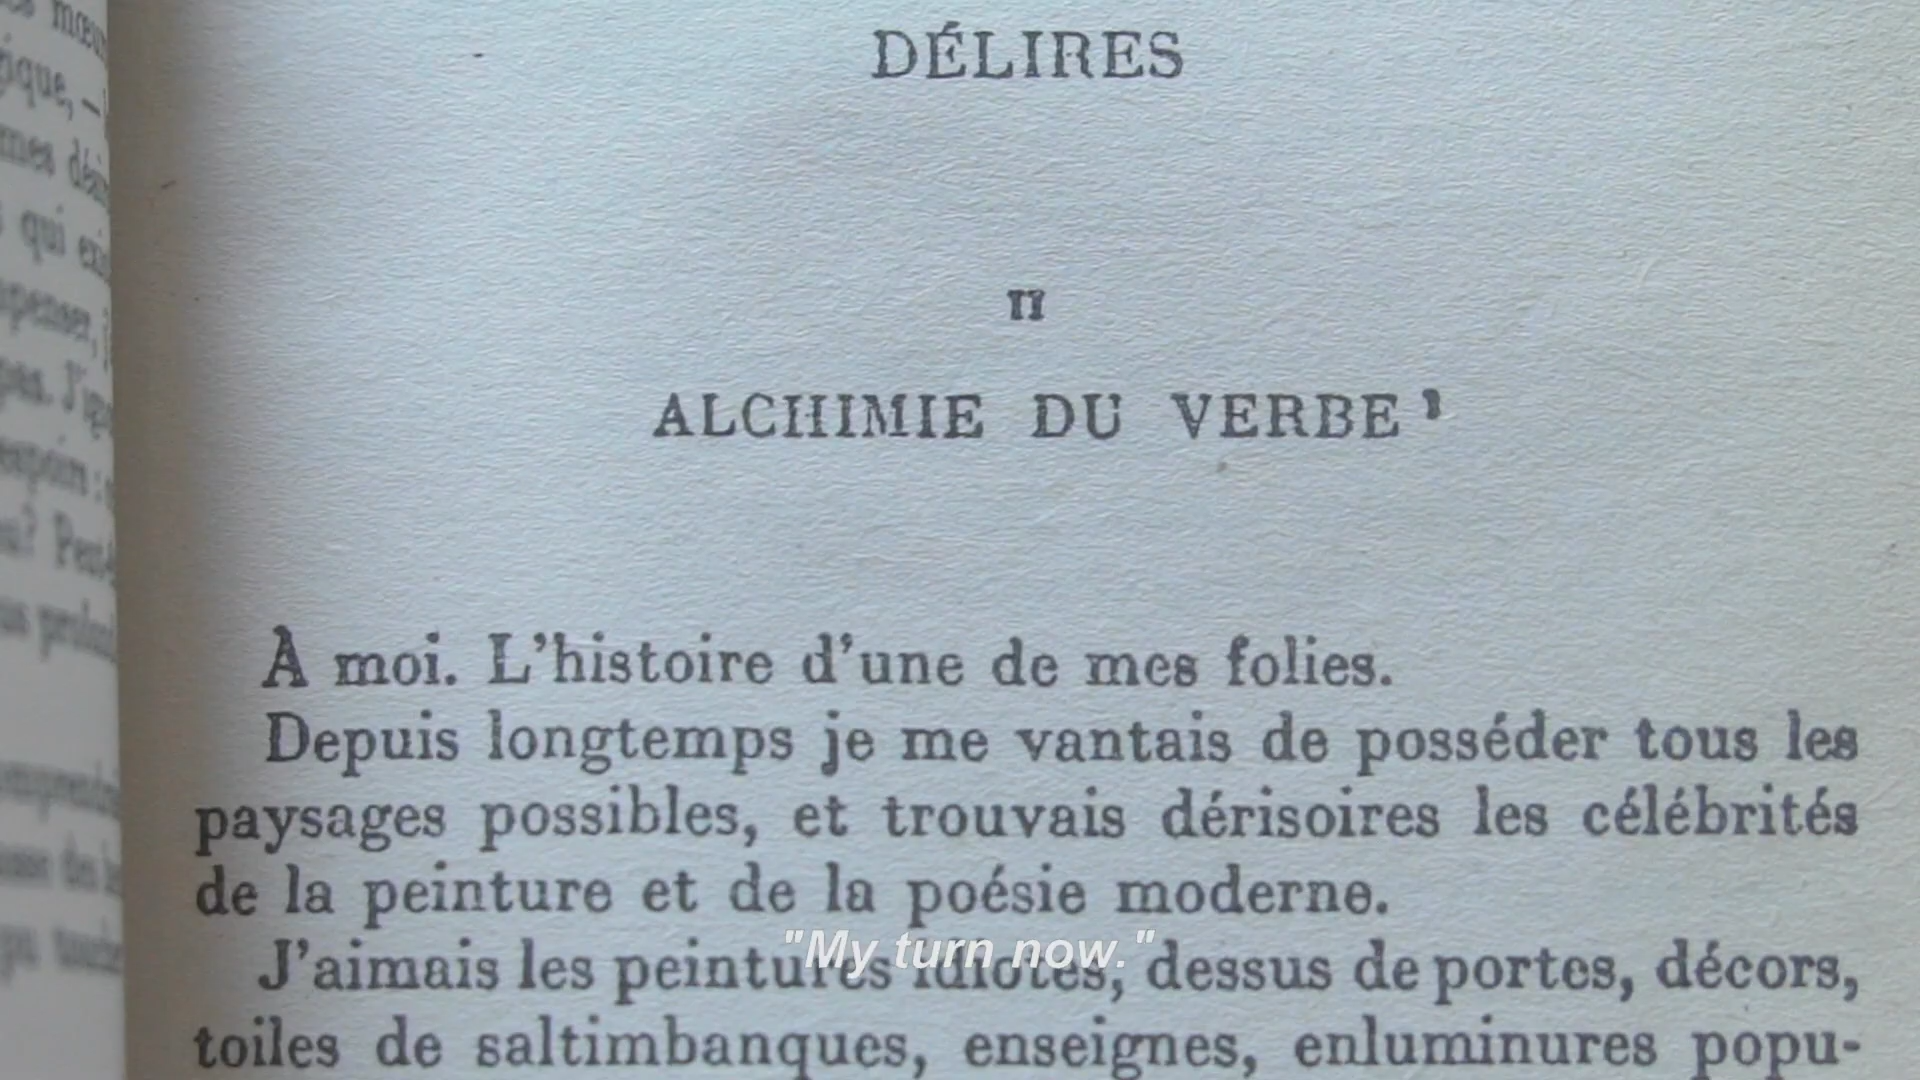 DÉLIRES
II
ALCHIMIE DU VERBE
À moi. L'histoire d'une de mes folies.
Depuis longtemps je me vantais de posséder tous les
paysages possibles, et trouvais dérisoires les célébrités
de la peinture et de la poésie moderne.
"My turn now."
J'aimais les peintures idiotes, dessus de portes, décors,
toiles de saltimbanques, enseignes, enluminures popu-